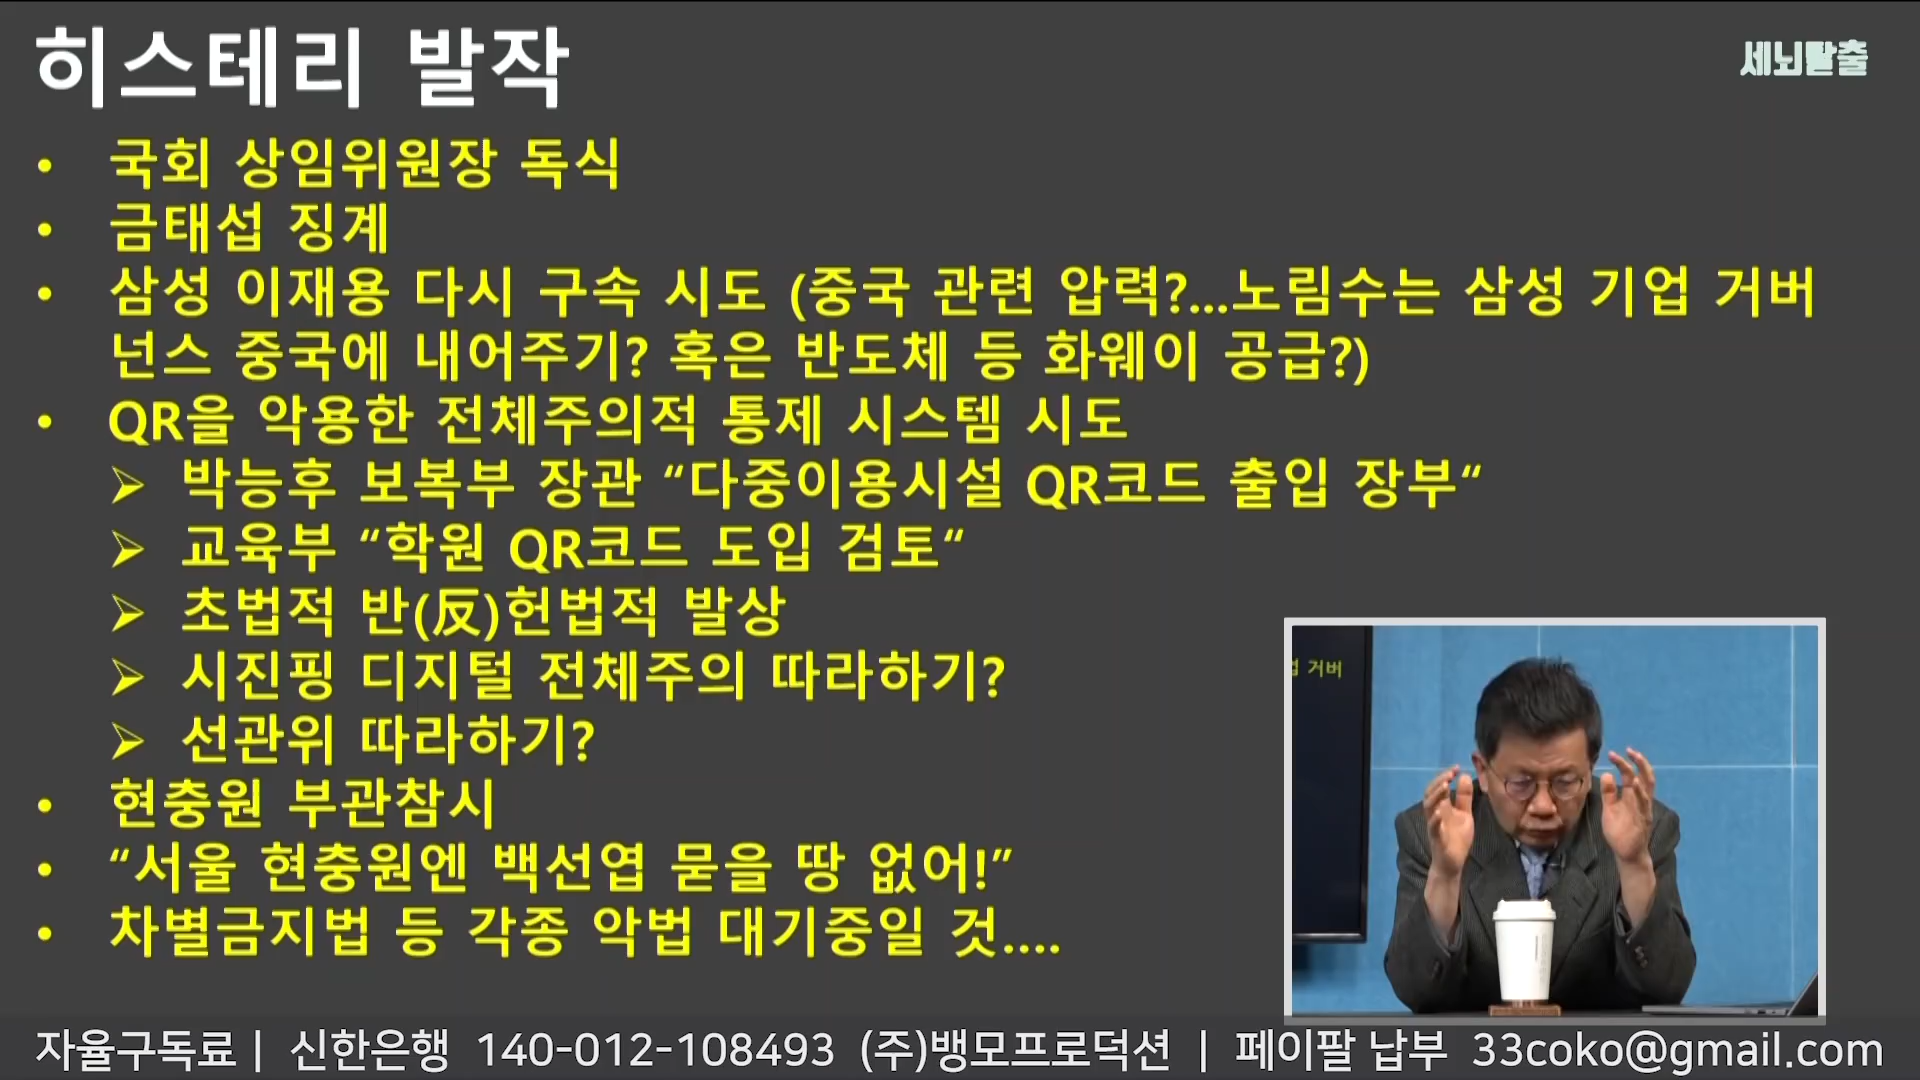 히스테리 발작
세뇌탈출
• 국회 상임위원장 독식
• 금태섭 징계
• 삼성 이재용 다시 구속 시도 (중국 관련 압력?...노림수는 삼성 기업 거버
넌스 중국에 내어주기? 혹은 반도체 등 화웨이 공급?)
• QR을 악용한 전체주의적 통제 시스템 시도
➢ 박능후 보복부 장관 “다중이용시설 QR코드 출입 장부“
➢ 교육부 “학원 QR코드 도입 검토“
➢ 초법적 반(反)헌법적 발상
➢ 시진핑 디지털 전체주의 따라하기?
➢ 선관위 따라하기?
• 현충원 부관참시
• “서울 현충원엔 백선엽 묻을 땅 없어!”
• 차별금지법 등 각종 악법 대기중일 것....
거버
자율구독료 | 신한은행 140-012-108493 (주)뱅모프로덕션 | 페이팔 납부 33coko@gmail.com